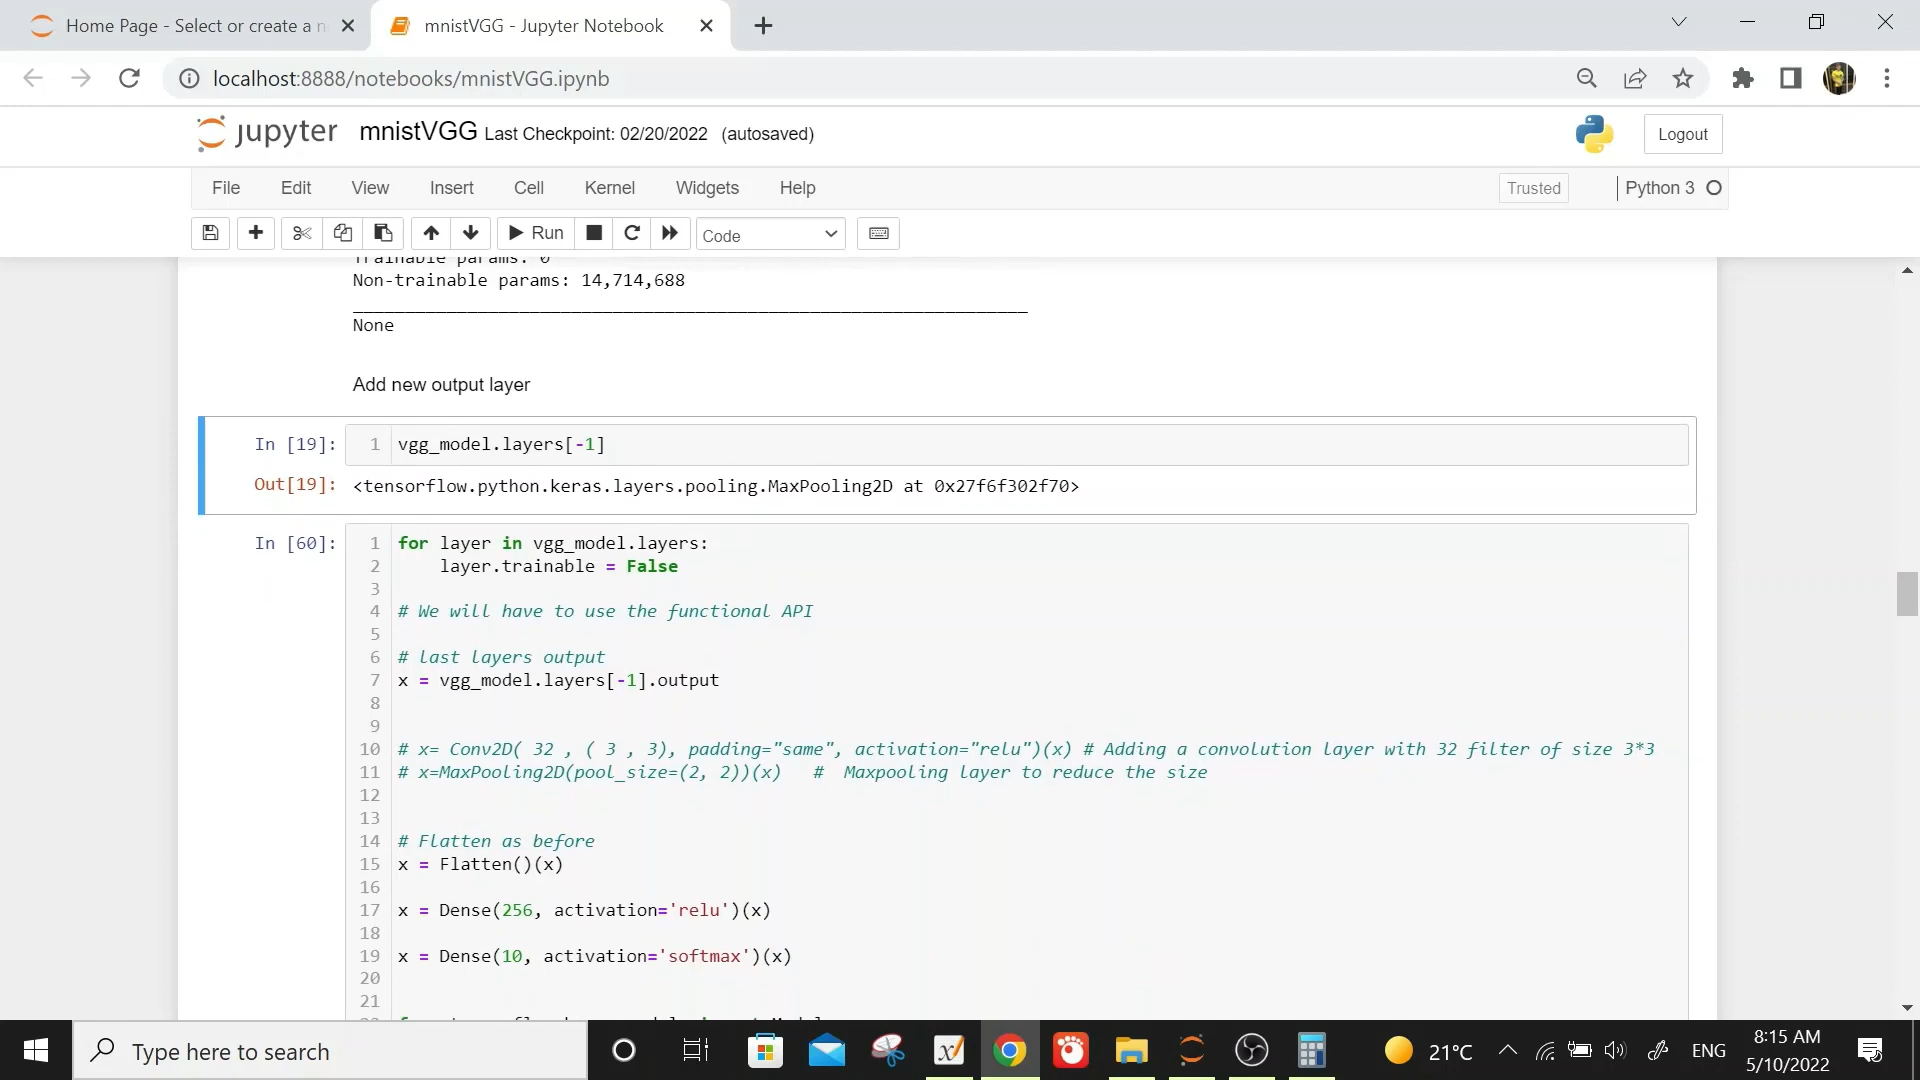 Home Page - Select or create a n
mnistVGG - Jupyter Notebook
localhost:8888/notebooks/mnistVGG.ipynb
jupyter mnistVGG Last Checkpoint: 02/20/2022 (autosaved)
Logout
File Edit View Insert Cell Kernel Widgets Help
Trusted
Python 3
Run
Code
Trainable params: 0
Non-trainable params: 14,714,688
None
Add new output layer
In [19]: 1 vgg_model.layers[-1]
Out[19]: <tensorflow.python.keras.layers.pooling.MaxPooling2D at 0x27f6f302f70>
In [60]: 1 for layer in vgg_model.layers:
2 layer.trainable = False
3
4 # We will have to use the functional API
5
6 # last layers output
7 x = vgg_model.layers[-1].output
8
9
10 # x= Conv2D( 32 , ( 3 , 3), padding="same", activation="relu")(x) # Adding a convolution layer with 32 filter of size 3*3
11 # x=MaxPooling2D(pool_size=(2, 2))(x) # Maxpooling layer to reduce the size
12
13
14 # Flatten as before
15 x = Flatten()(x)
16
17 x = Dense(256, activation='relu')(x)
18
19 x = Dense(10, activation='softmax')(x)
20
21
Type here to search
21°C
ENG
8:15 AM
5/10/2022